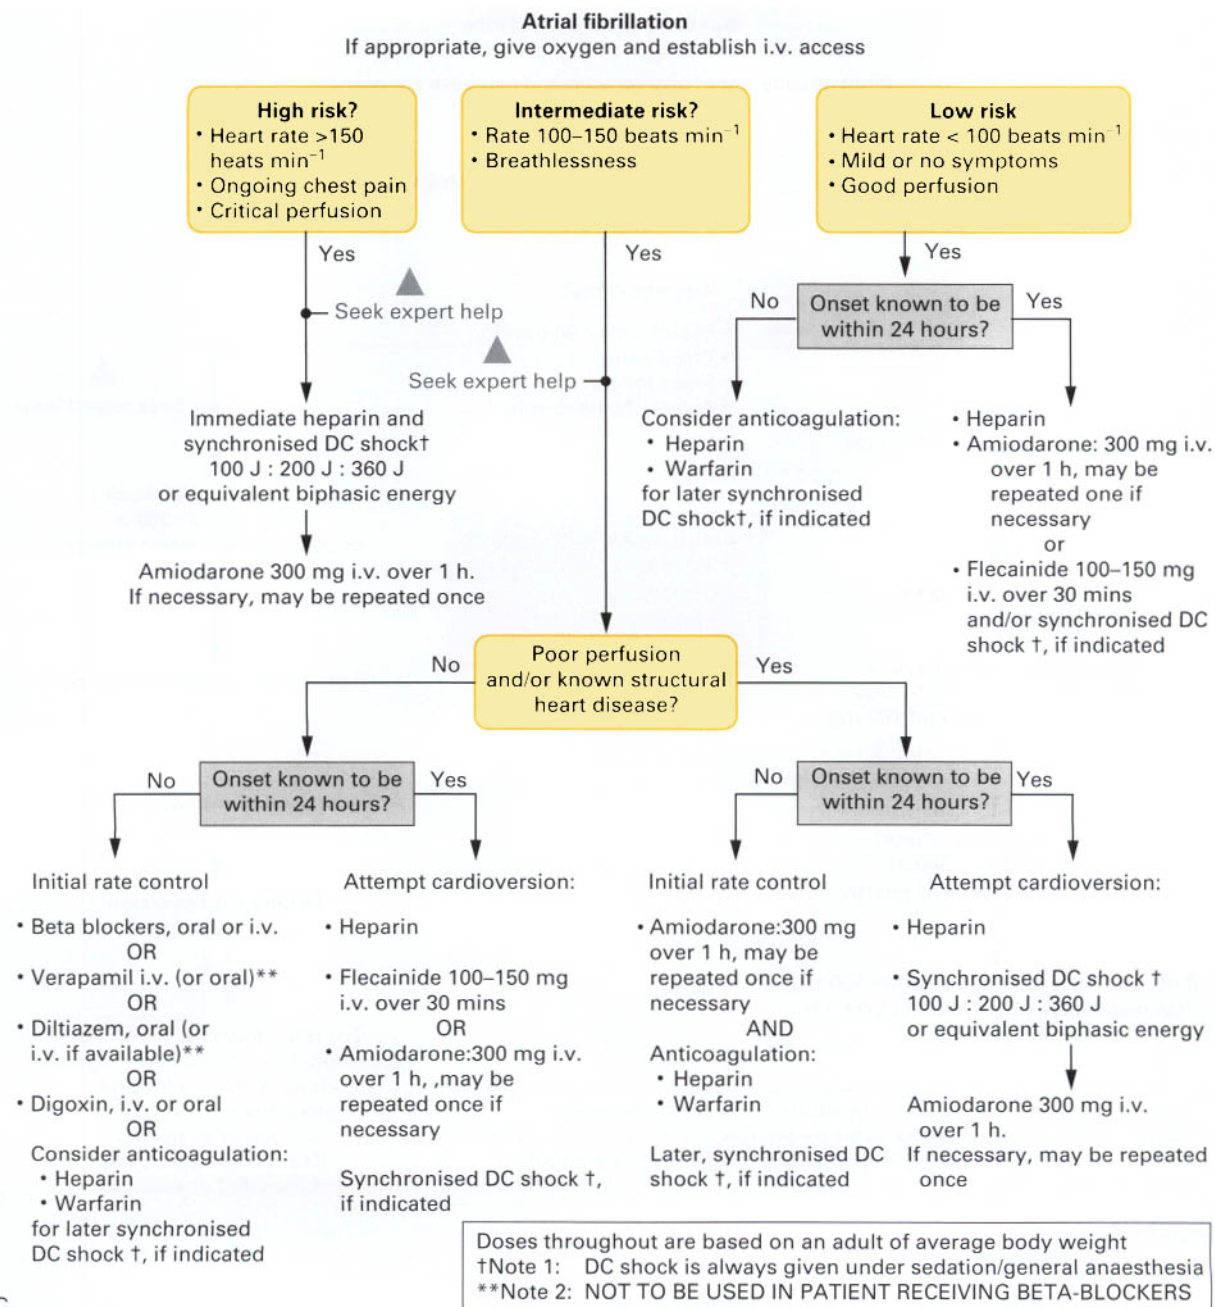 Atrial fibrillation
If appropriate, give oxygen and establish i.v. access
High risk?
• Heart rate >150
heats min⁻¹
• Ongoing chest pain
• Critical perfusion
Intermediate risk?
• Rate 100–150 beats min⁻¹
• Breathlessness
Low risk
• Heart rate < 100 beats min⁻¹
• Mild or no symptoms
• Good perfusion
Yes
Yes
Yes
Seek expert help
Seek expert help
No
Onset known to be
within 24 hours?
Yes
Immediate heparin and
synchronised DC shock†
100 J : 200 J : 360 J
or equivalent biphasic energy
Amiodarone 300 mg i.v. over 1 h.
If necessary, may be repeated once
Consider anticoagulation:
• Heparin
• Warfarin
for later synchronised
DC shock†, if indicated
• Heparin
• Amiodarone: 300 mg i.v.
over 1 h, may be
repeated one if
necessary
or
• Flecainide 100–150 mg
i.v. over 30 mins
and/or synchronised DC
shock †, if indicated
No
Poor perfusion
and/or known structural
heart disease?
Yes
No
Onset known to be
within 24 hours?
Yes
No
Onset known to be
within 24 hours?
Yes
Initial rate control
• Beta blockers, oral or i.v.
OR
• Verapamil i.v. (or oral)**
OR
• Diltiazem, oral (or
i.v. if available)**
OR
• Digoxin, i.v. or oral
OR
Consider anticoagulation:
• Heparin
• Warfarin
for later synchronised
DC shock †, if indicated
Attempt cardioversion:
• Heparin
• Flecainide 100–150 mg
i.v. over 30 mins
OR
• Amiodarone:300 mg i.v.
over 1 h, ,may be
repeated once if
necessary
Synchronised DC shock †,
if indicated
Initial rate control
• Amiodarone:300 mg
over 1 h, may be
repeated once if
necessary
AND
Anticoagulation:
• Heparin
• Warfarin
Later, synchronised DC
shock †, if indicated
Attempt cardioversion:
• Heparin
• Synchronised DC shock †
100 J : 200 J : 360 J
or equivalent biphasic energy
Amiodarone 300 mg i.v.
over 1 h.
If necessary, may be repeated
once
Doses throughout are based on an adult of average body weight
†Note 1: DC shock is always given under sedation/general anaesthesia
**Note 2: NOT TO BE USED IN PATIENT RECEIVING BETA-BLOCKERS